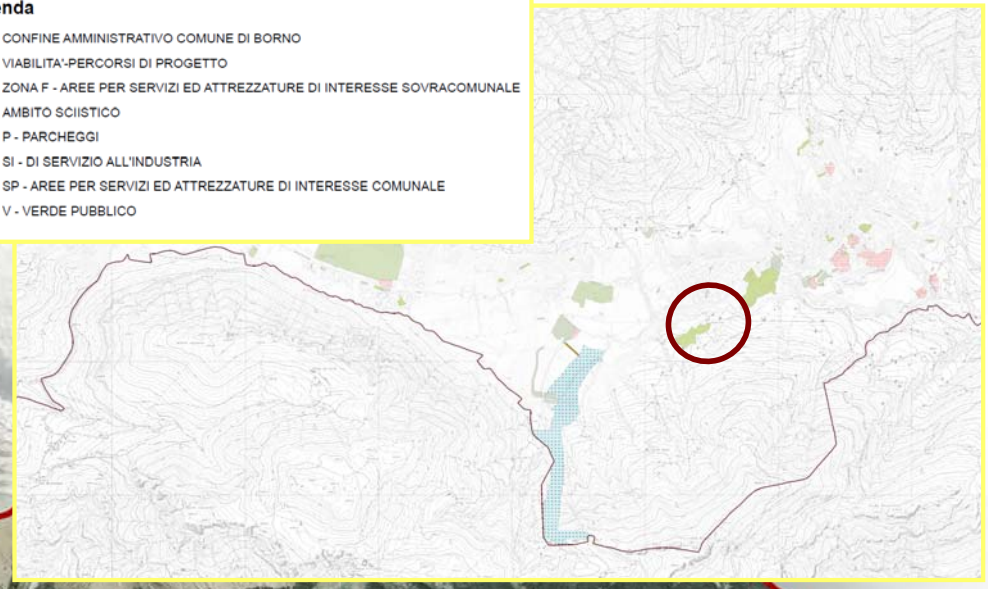 enda
CONFINE AMMINISTRATIVO COMUNE DI BORNO
VIABILITA'-PERCORSI DI PROGETTO
ZONA F - AREE PER SERVIZI ED ATTREZZATURE DI INTERESSE SOVRACOMUNALE
AMBITO SCIISTICO
P - PARCHEGGI
SI - DI SERVIZIO ALL'INDUSTRIA
SP - AREE PER SERVIZI ED ATTREZZATURE DI INTERESSE COMUNALE
V - VERDE PUBBLICO